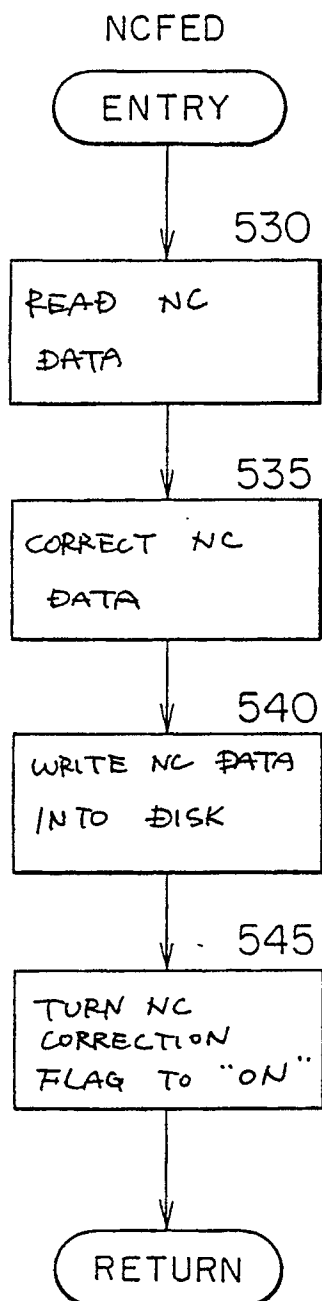 NCFED
ENTRY
530
READ NC
DATA
535
CORRECT NC
DATA
540
WRITE NC DATA
INTO DISK
545
TURN NC
CORRECTION
FLAG TO "ON"
RETURN